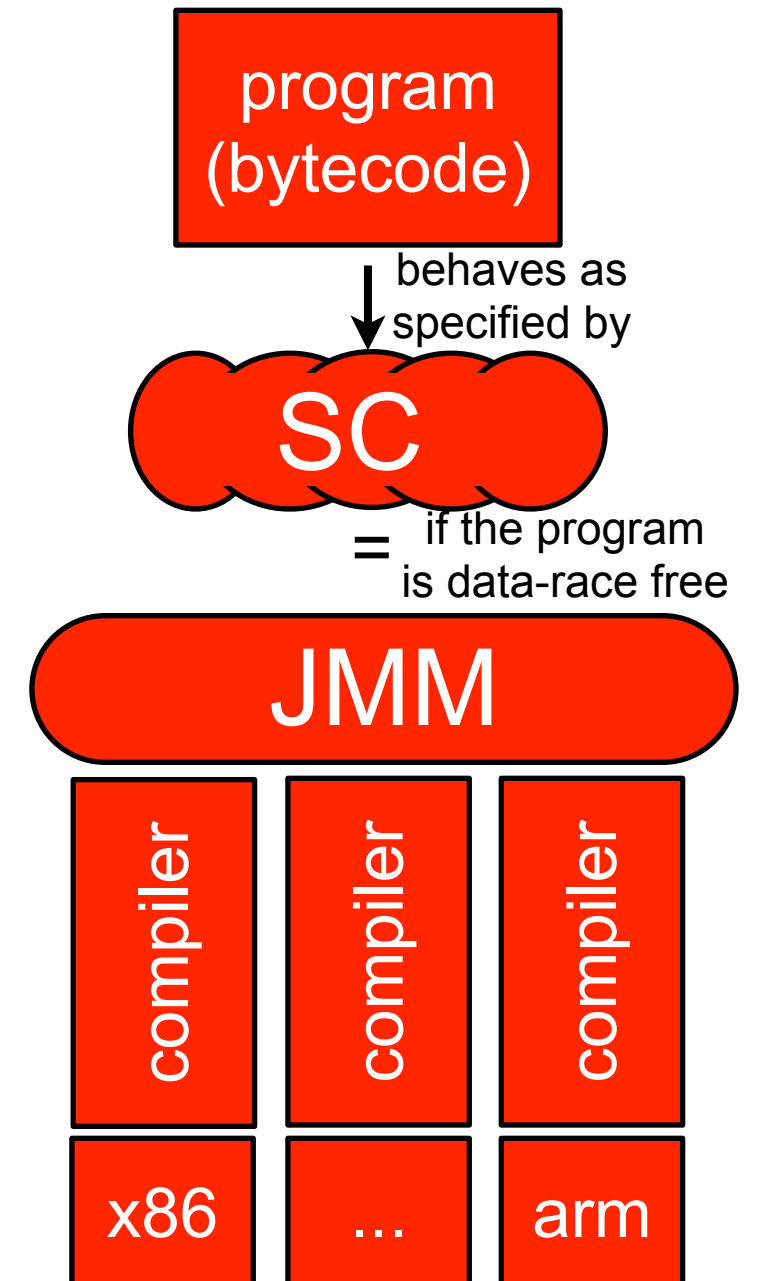 program
(bytecode)
behaves as
specified by
SC
= if the program
is data-race free
JMM
compiler compiler compiler
x86 ... arm